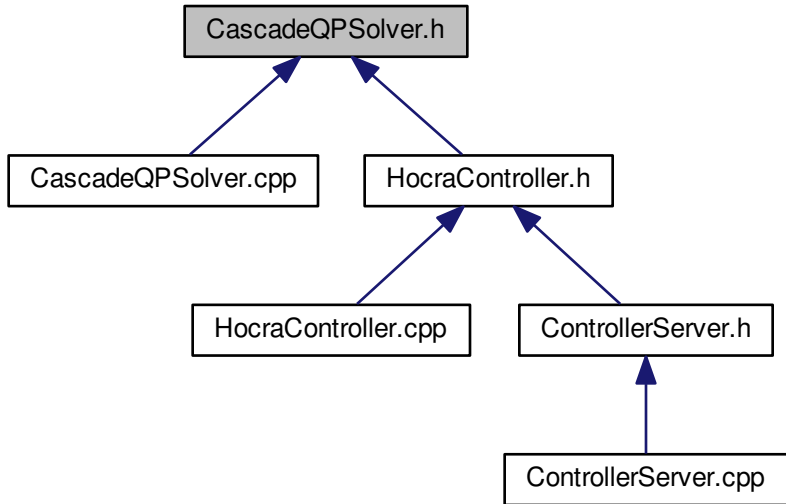 CascadeQPSolver.h
CascadeQPSolver.cpp
HocraController.h
HocraController.cpp
ControllerServer.h
ControllerServer.cpp